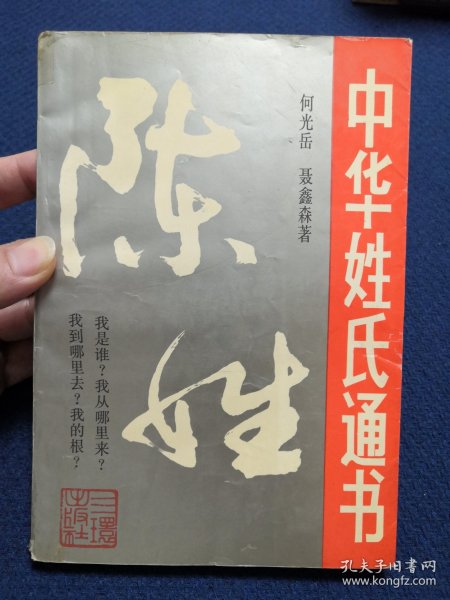 中华姓氏通书
陈姓
何光岳 聂鑫森著
我是谁？我从哪里来？
我到哪里去？我的根？
三環
出版社
孔夫子旧书网
www.kongfz.com